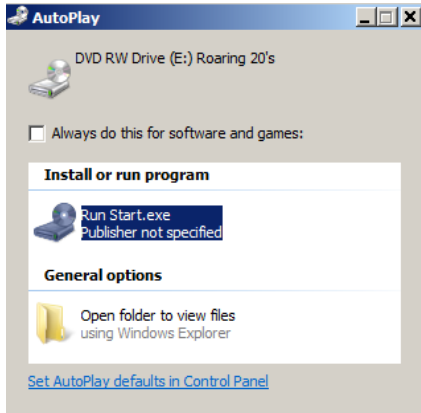 AutoPlay
DVD RW Drive (E:) Roaring 20's
Always do this for software and games:
Install or run program
Run Start.exe
Publisher not specified
General options
Open folder to view files
using Windows Explorer
Set AutoPlay defaults in Control Panel